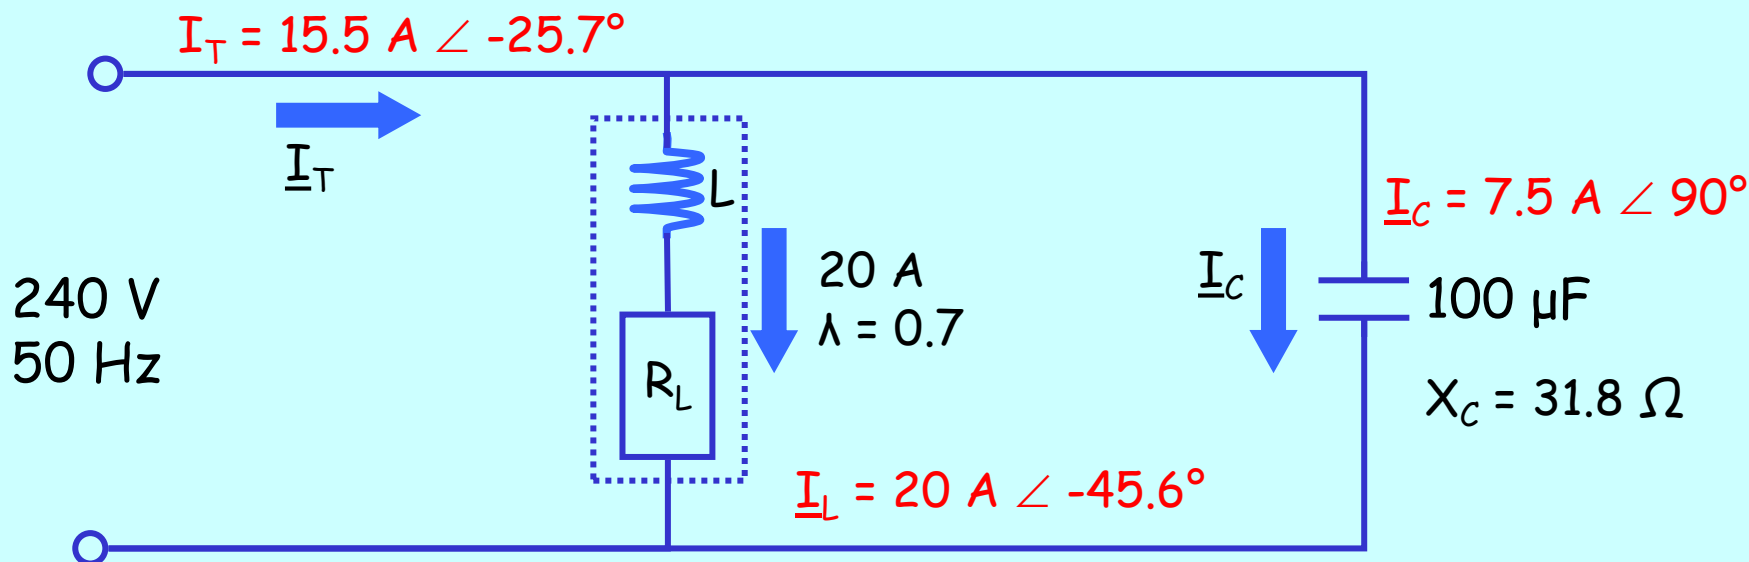 I_T = 15.5 A ∠ -25.7°
I_T
L
I_C = 7.5 A ∠ 90°
20 A
λ = 0.7
I_C
240 V
50 Hz
100 µF
R_L
X_C = 31.8 Ω
I_L = 20 A ∠ -45.6°